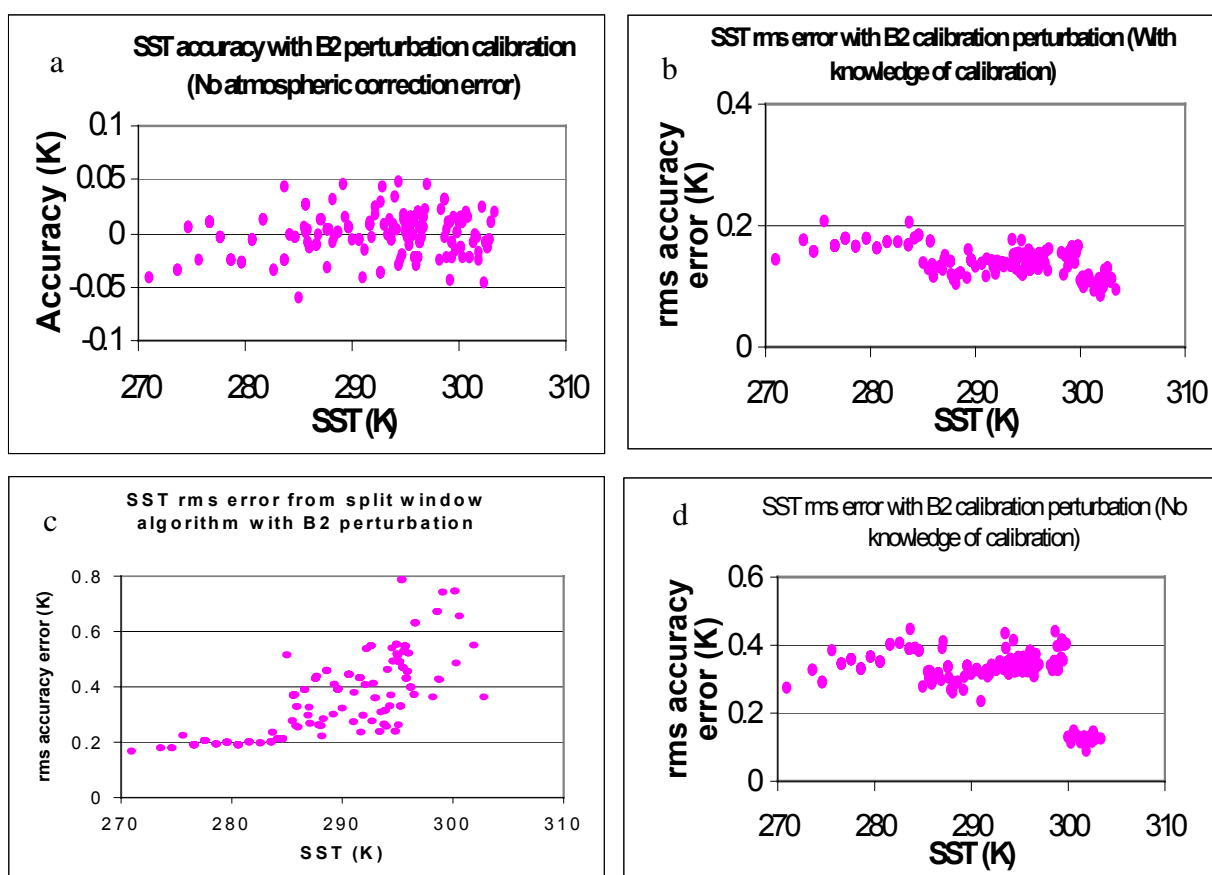 a
SST accuracy with B2 perturbation calibration
(No atmospheric correction error)
Accuracy (K)
0.1
0.05
0
-0.05
-0.1
270 280 290 300 310
SST (K)
b
SST rms error with B2 calibration perturbation (With
knowledge of calibration)
rms accuracy
error (K)
0.4
0.2
0
270 280 290 300 310
SST (K)
c
SST rms error from split window
algorithm with B2 perturbation
rms accuracy error (K)
0.8
0.6
0.4
0.2
0
270 280 290 300 310
SST (K)
d
SST rms error with B2 calibration perturbation (No
knowledge of calibration)
rms accuracy
error (K)
0.6
0.4
0.2
0
270 280 290 300 310
SST (K)